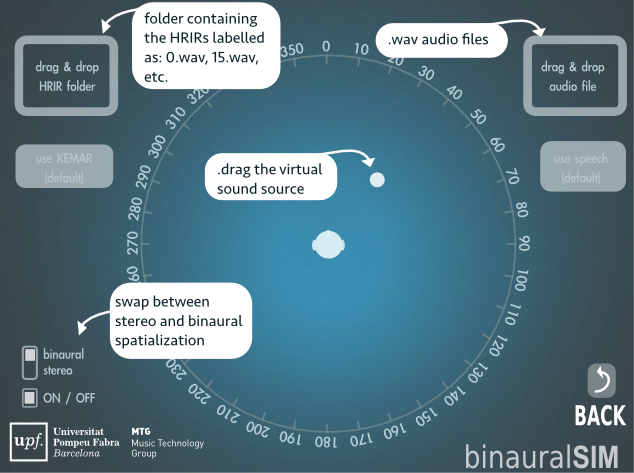 folder containing
the HRIRs labelled
as: 0.wav, 15.wav,
etc.
.wav audio files
drag & drop
HRIR folder
drag & drop
audio file
use KEMAR
(default)
use speech
(default)
.drag the virtual
sound source
swap between
stereo and binaural
spatialization
350
0
10
20
30
40
50
60
70
80
90
100
110
120
130
140
150
160
170
180
190
200
210
220
230
60
270
280
290
300
310
320
binaural
stereo
ON / OFF
upf.
Universitat
Pompeu Fabra
Barcelona
MTG
Music Technology
Group
BACK
binauralSIM